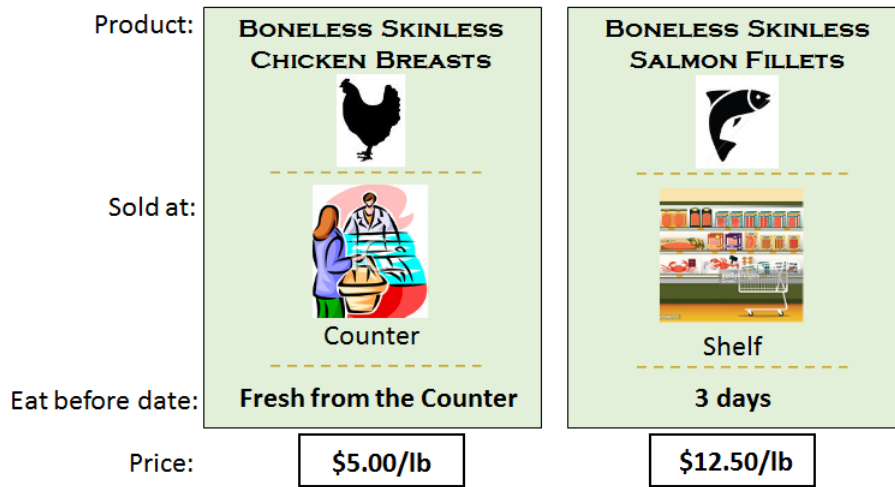 Product:
BONELESS SKINLESS
CHICKEN BREASTS
BONELESS SKINLESS
SALMON FILLETS
Sold at:
Counter
Shelf
Eat before date:
Fresh from the Counter
3 days
Price:
$5.00/lb
$12.50/lb